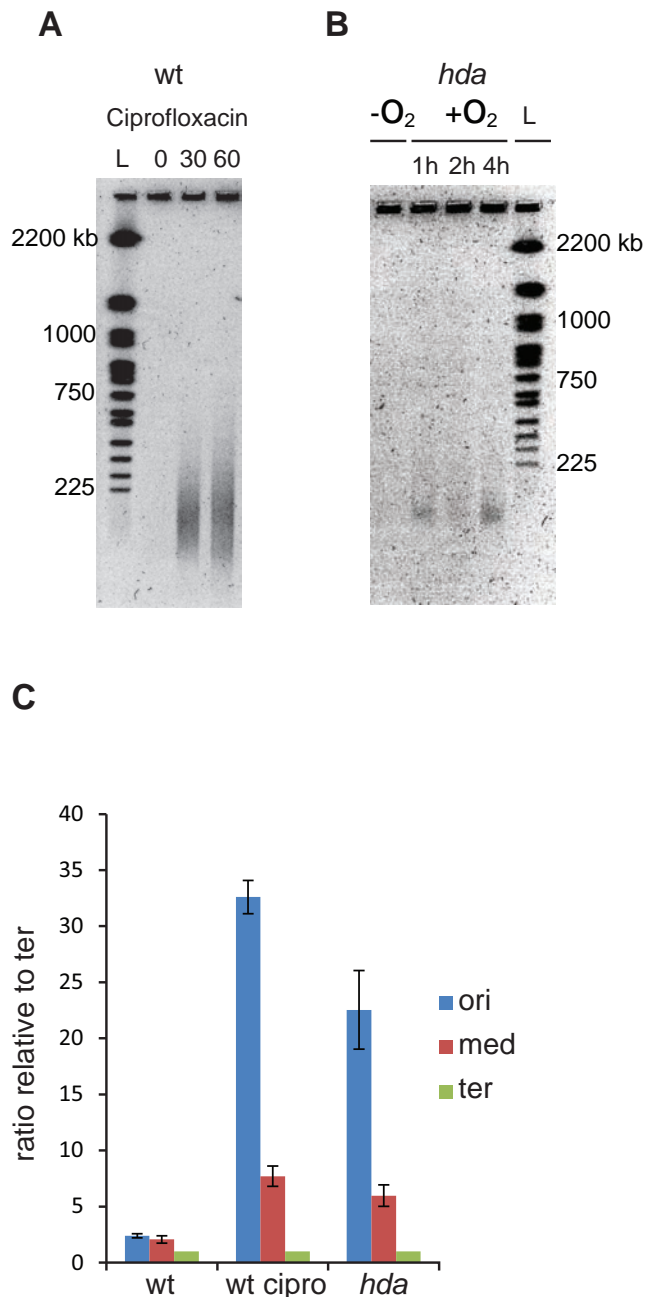 A
wt
Ciprofloxacin
L 0 30 60
2200 kb
1000
750
225
B
hda
-O₂ +O₂ L
1h 2h 4h
2200 kb
1000
750
225
C
ratio relative to ter
40
35
30
25
20
15
10
5
0
ori
med
ter
wt wt cipro hda